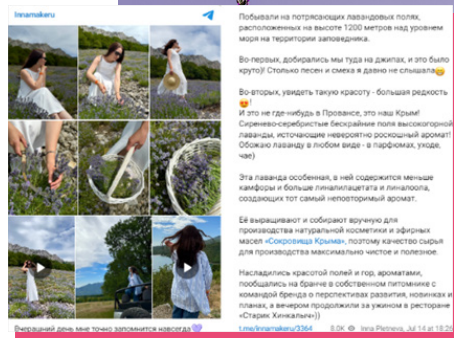 Innamakeru
Вчерашний день мне точно запомнится навсегда💜
Побывали на потрясающих лавандовых полях,
расположенных на высоте 1200 метров над уровнем
моря на территории заповедника.
Во-первых, добирались мы туда на джипах, и это было
круто)! Столько песен и смеха я давно не слышала😄
Во-вторых, увидеть такую красоту - большая редкость
😍!
И это не где-нибудь в Провансе, это наш Крым!
Сиренево-серебристые бескрайние поля высокогорной
лаванды, источающие невероятно роскошный аромат!
Обожаю лаванду в любом виде - в парфюмах, уходе,
чае)
Эта лаванда особенная, в ней содержится меньше
камфоры и больше линалилацетата и линалоола,
создающих тот самый неповторимый аромат.
Её выращивают и собирают вручную для
производства натуральной косметики и эфирных
масел «Сокровища Крыма», поэтому качество сырья
для производства максимально чистое и полезное.
Насладились красотой полей и гор, ароматами,
пообщались на бранче в собственном питомнике с
командой бренда о перспективах развития, новинках и
планах, а вечером продолжили за ужином в ресторане
«Старик Хинкалыч»))
t.me/innamakeru/3364 8.0K Inna Pletneva, Jul 14 at 18:26